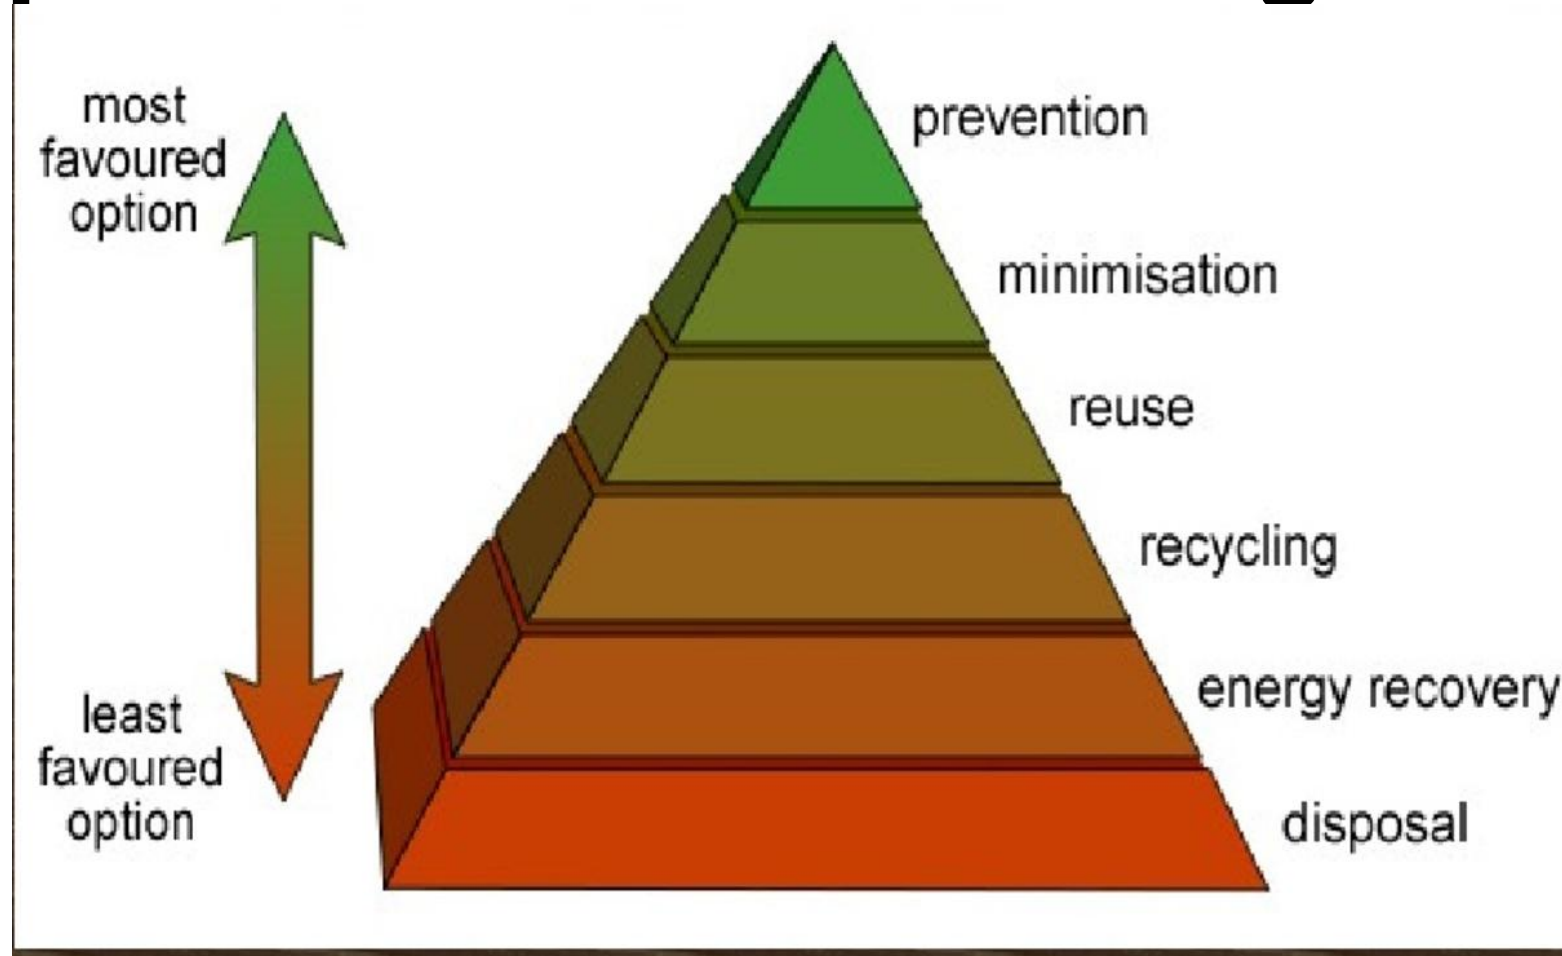 most
favoured
option
prevention
minimisation
reuse
recycling
energy recovery
least
favoured
option
disposal